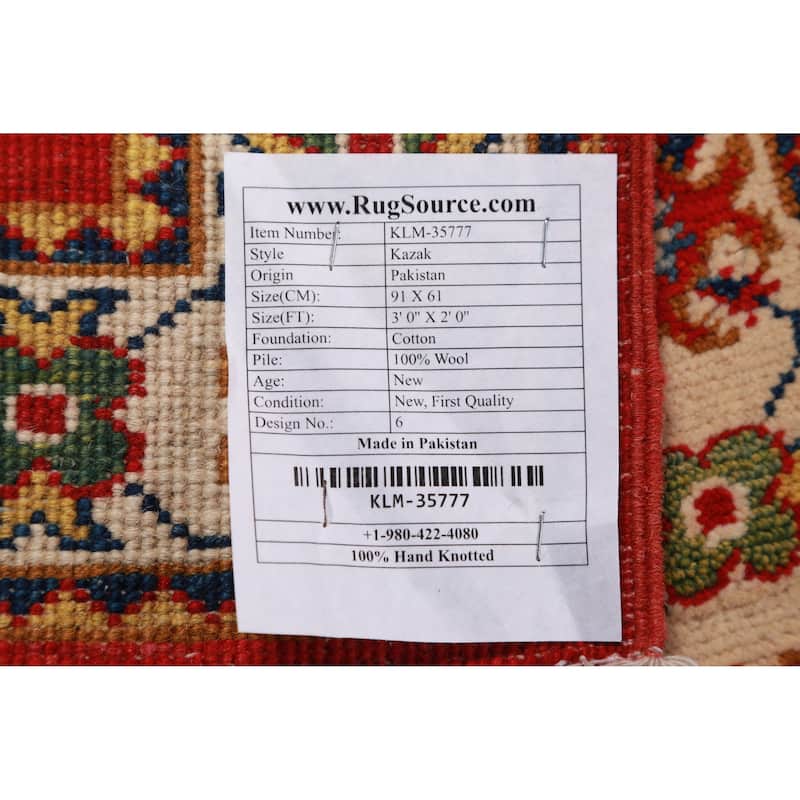 www.RugSource.com
Item Number: KLM-35777
Style Kazak
Origin Pakistan
Size(CM): 91 X 61
Size(FT): 3' 0" X 2' 0"
Foundation: Cotton
Pile: 100% Wool
Age: New
Condition: New, First Quality
Design No.: 6
Made in Pakistan
KLM-35777
+1-980-422-4080
100% Hand Knotted